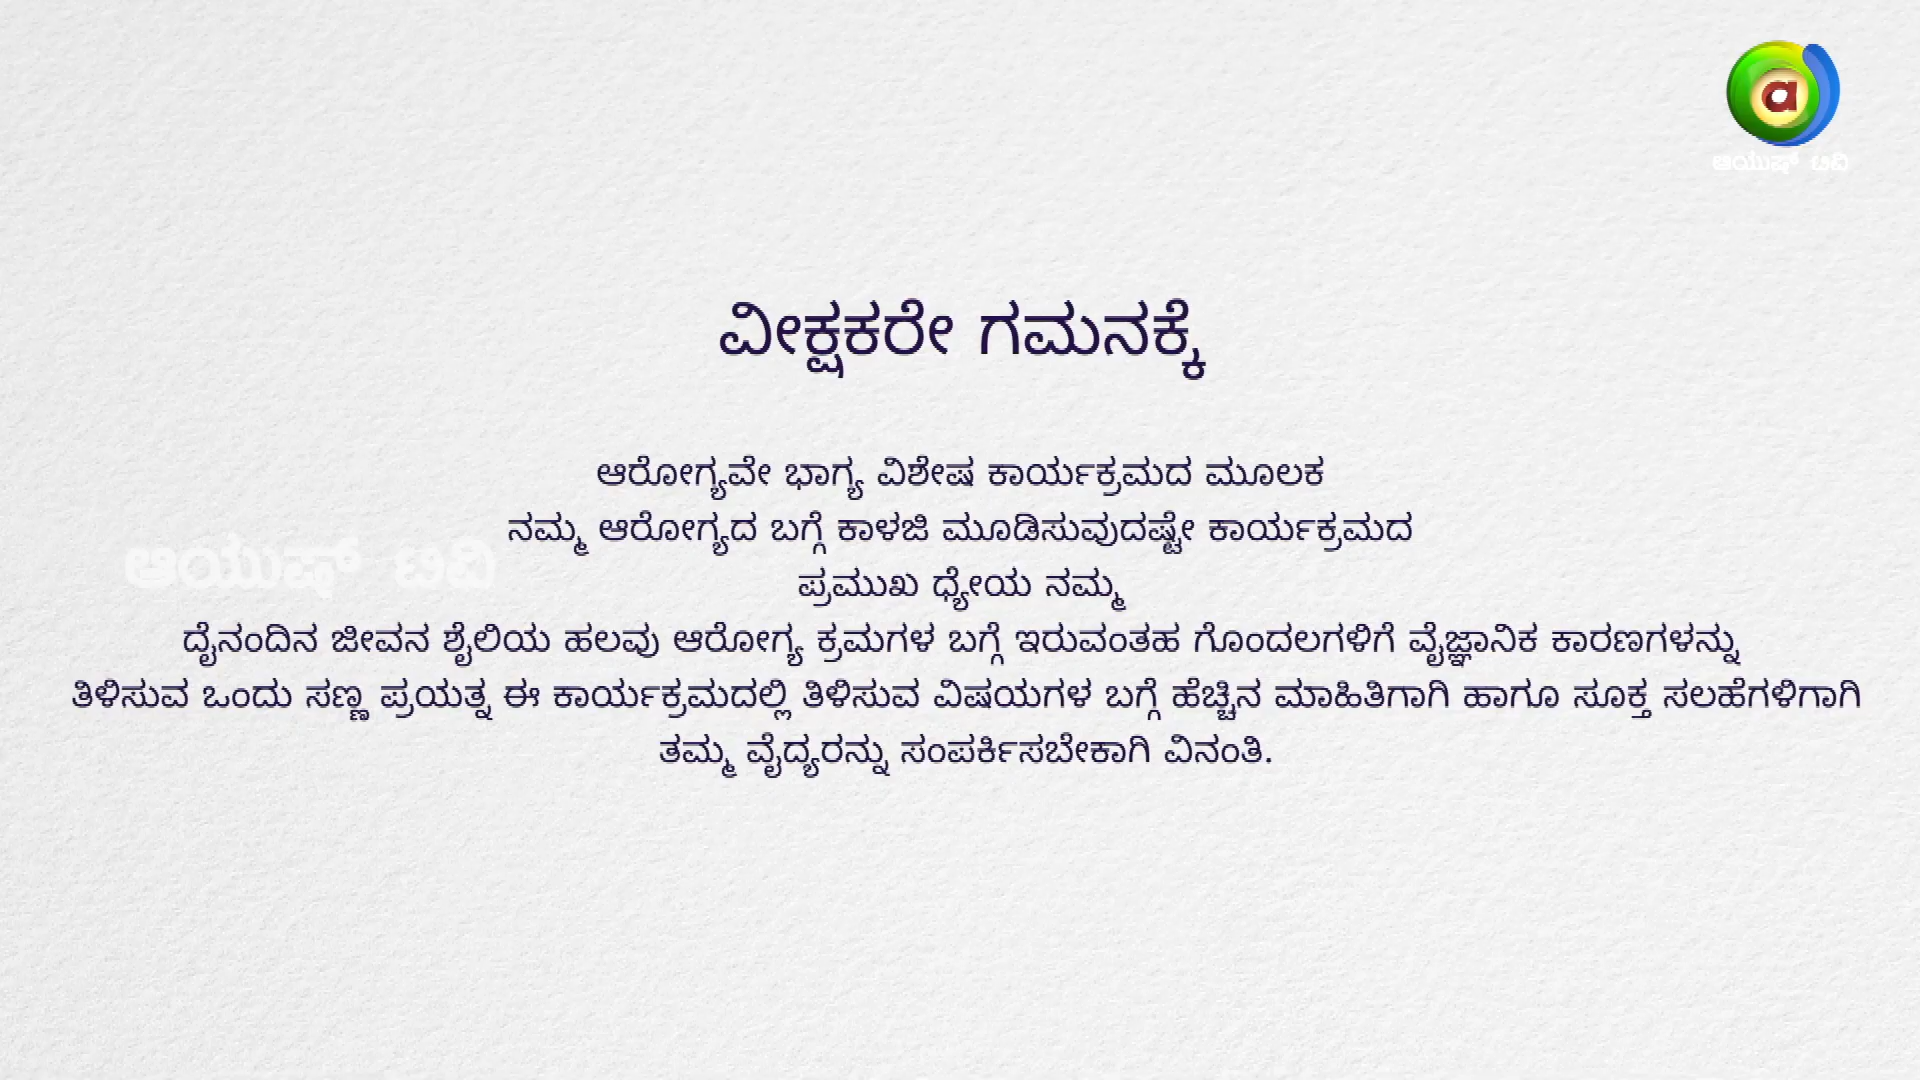 ಆಯುಷ್ ಟಿವಿ
ವೀಕ್ಷಕರೇ ಗಮನಕ್ಕೆ
ಆರೋಗ್ಯವೇ ಭಾಗ್ಯ ವಿಶೇಷ ಕಾರ್ಯಕ್ರಮದ ಮೂಲಕ
ನಮ್ಮ ಆರೋಗ್ಯದ ಬಗ್ಗೆ ಕಾಳಜಿ ಮೂಡಿಸುವುದಷ್ಟೇ ಕಾರ್ಯಕ್ರಮದ
ಆಯುಷ್ ಟಿವಿ
ಪ್ರಮುಖ ಧ್ಯೇಯ ನಮ್ಮ
ದೈನಂದಿನ ಜೀವನ ಶೈಲಿಯ ಹಲವು ಆರೋಗ್ಯ ಕ್ರಮಗಳ ಬಗ್ಗೆ ಇರುವಂತಹ ಗೊಂದಲಗಳಿಗೆ ವೈಜ್ಞಾನಿಕ ಕಾರಣಗಳನ್ನು
ತಿಳಿಸುವ ಒಂದು ಸಣ್ಣ ಪ್ರಯತ್ನ ಈ ಕಾರ್ಯಕ್ರಮದಲ್ಲಿ ತಿಳಿಸುವ ವಿಷಯಗಳ ಬಗ್ಗೆ ಹೆಚ್ಚಿನ ಮಾಹಿತಿಗಾಗಿ ಹಾಗೂ ಸೂಕ್ತ ಸಲಹೆಗಳಿಗಾಗಿ
ತಮ್ಮ ವೈದ್ಯರನ್ನು ಸಂಪರ್ಕಿಸಬೇಕಾಗಿ ವಿನಂತಿ.